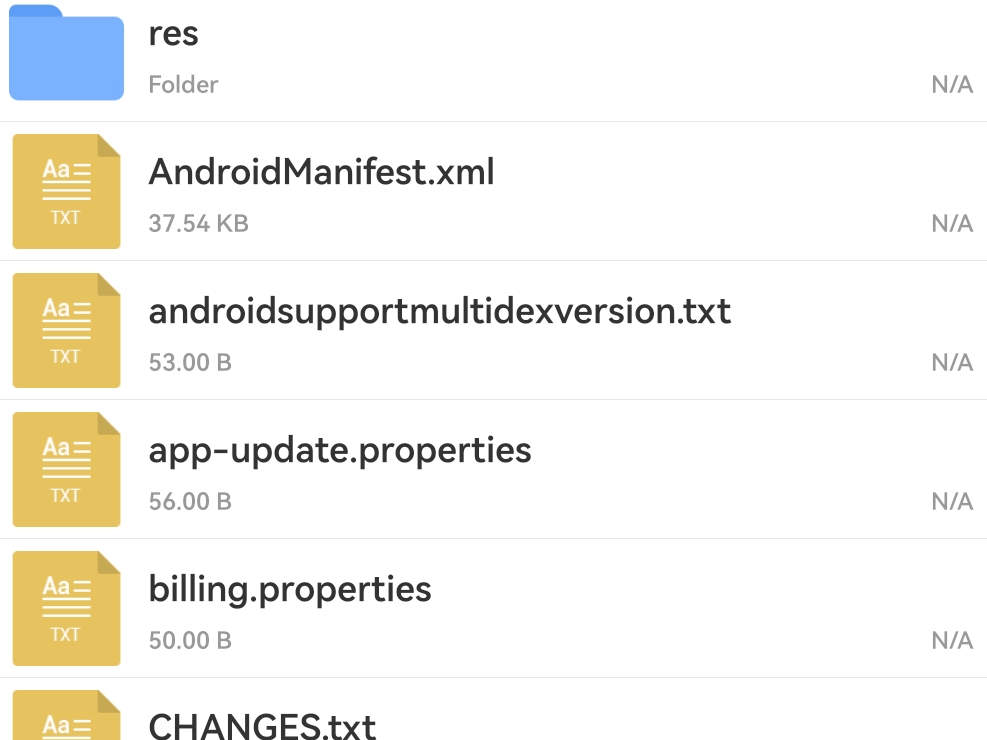 res
Folder
N/A
Aa
TXT
AndroidManifest.xml
37.54 KB
N/A
Aa
TXT
androidsupportmultidexversion.txt
53.00 B
N/A
Aa
TXT
app-update.properties
56.00 B
N/A
Aa
TXT
billing.properties
50.00 B
N/A
Aa
CHANGES.txt